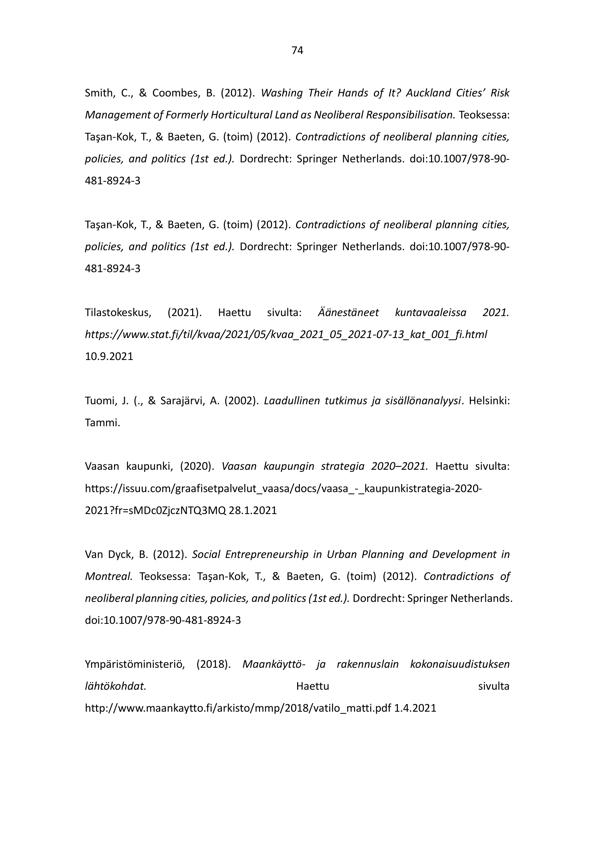 74
Smith, C., & Coombes, B. (2012). Washing Their Hands of It? Auckland Cities’ Risk
Management of Formerly Horticultural Land as Neoliberal Responsibilisation. Teoksessa:
Taşan-Kok, T., & Baeten, G. (toim) (2012). Contradictions of neoliberal planning cities,
policies, and politics (1st ed.). Dordrecht: Springer Netherlands. doi:10.1007/978-90-
481-8924-3
Taşan-Kok, T., & Baeten, G. (toim) (2012). Contradictions of neoliberal planning cities,
policies, and politics (1st ed.). Dordrecht: Springer Netherlands. doi:10.1007/978-90-
481-8924-3
Tilastokeskus, (2021). Haettu sivulta: Äänestäneet kuntavaaleissa 2021.
https://www.stat.fi/til/kvaa/2021/05/kvaa_2021_05_2021-07-13_kat_001_fi.html
10.9.2021
Tuomi, J. (., & Sarajärvi, A. (2002). Laadullinen tutkimus ja sisällönanalyysi. Helsinki:
Tammi.
Vaasan kaupunki, (2020). Vaasan kaupungin strategia 2020–2021. Haettu sivulta:
https://issuu.com/graafisetpalvelut_vaasa/docs/vaasa_-_kaupunkistrategia-2020-
2021?fr=sMDc0ZjczNTQ3MQ 28.1.2021
Van Dyck, B. (2012). Social Entrepreneurship in Urban Planning and Development in
Montreal. Teoksessa: Taşan-Kok, T., & Baeten, G. (toim) (2012). Contradictions of
neoliberal planning cities, policies, and politics (1st ed.). Dordrecht: Springer Netherlands.
doi:10.1007/978-90-481-8924-3
Ympäristöministeriö, (2018). Maankäyttö- ja rakennuslain kokonaisuudistuksen
lähtökohdat. Haettu sivulta
http://www.maankaytto.fi/arkisto/mmp/2018/vatilo_matti.pdf 1.4.2021